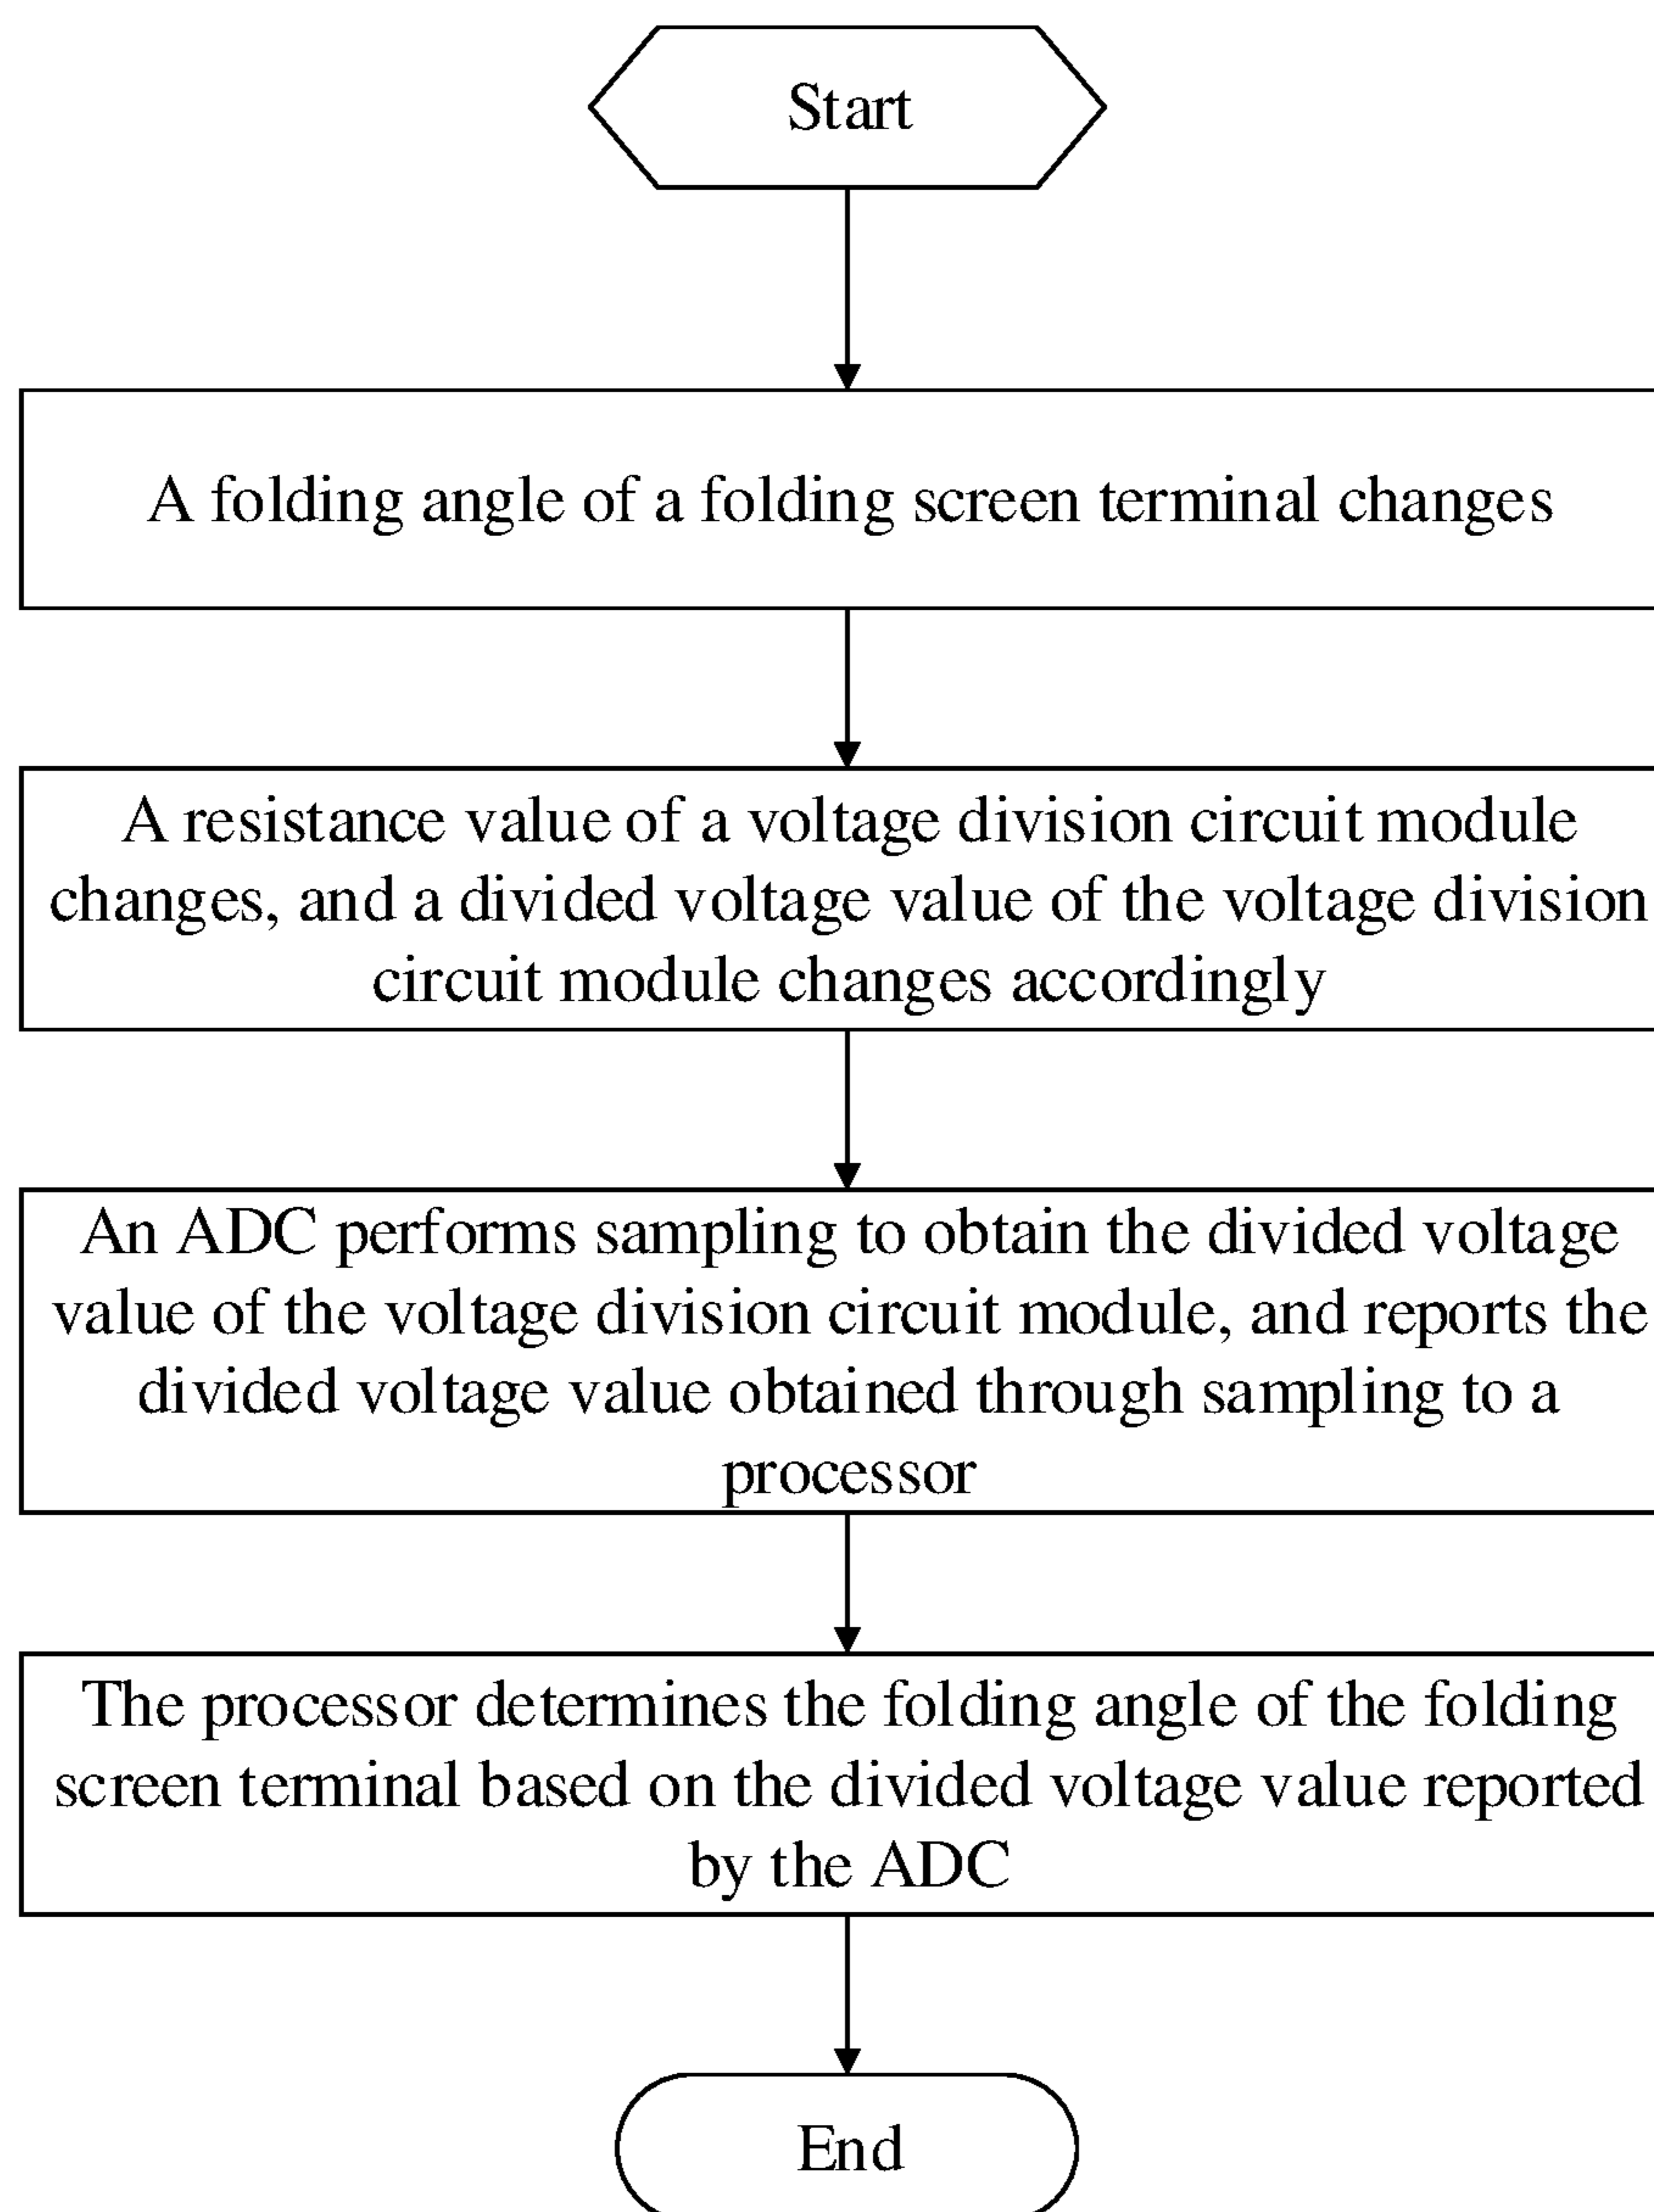 Start
A folding angle of a folding screen terminal changes
A resistance value of a voltage division circuit module
changes, and a divided voltage value of the voltage division
circuit module changes accordingly
An ADC performs sampling to obtain the divided voltage
value of the voltage division circuit module, and reports the
divided voltage value obtained through sampling to a
processor
The processor determines the folding angle of the folding
screen terminal based on the divided voltage value reported
by the ADC
End